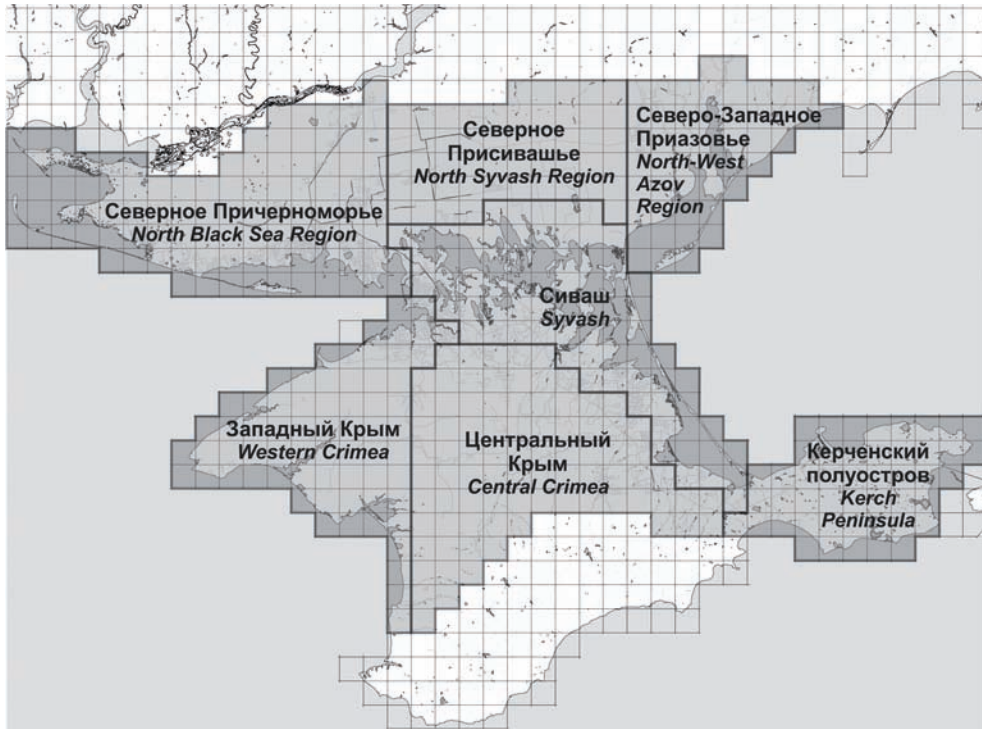 Северное
Присивашье
North Syvash Region
Северо-Западное
Приазовье
North-West
Azov
Region
Северное Причерноморье
North Black Sea Region
Сиваш
Syvash
Западный Крым
Western Crimea
Центральный
Крым
Central Crimea
Керченский
полуостров
Kerch
Peninsula